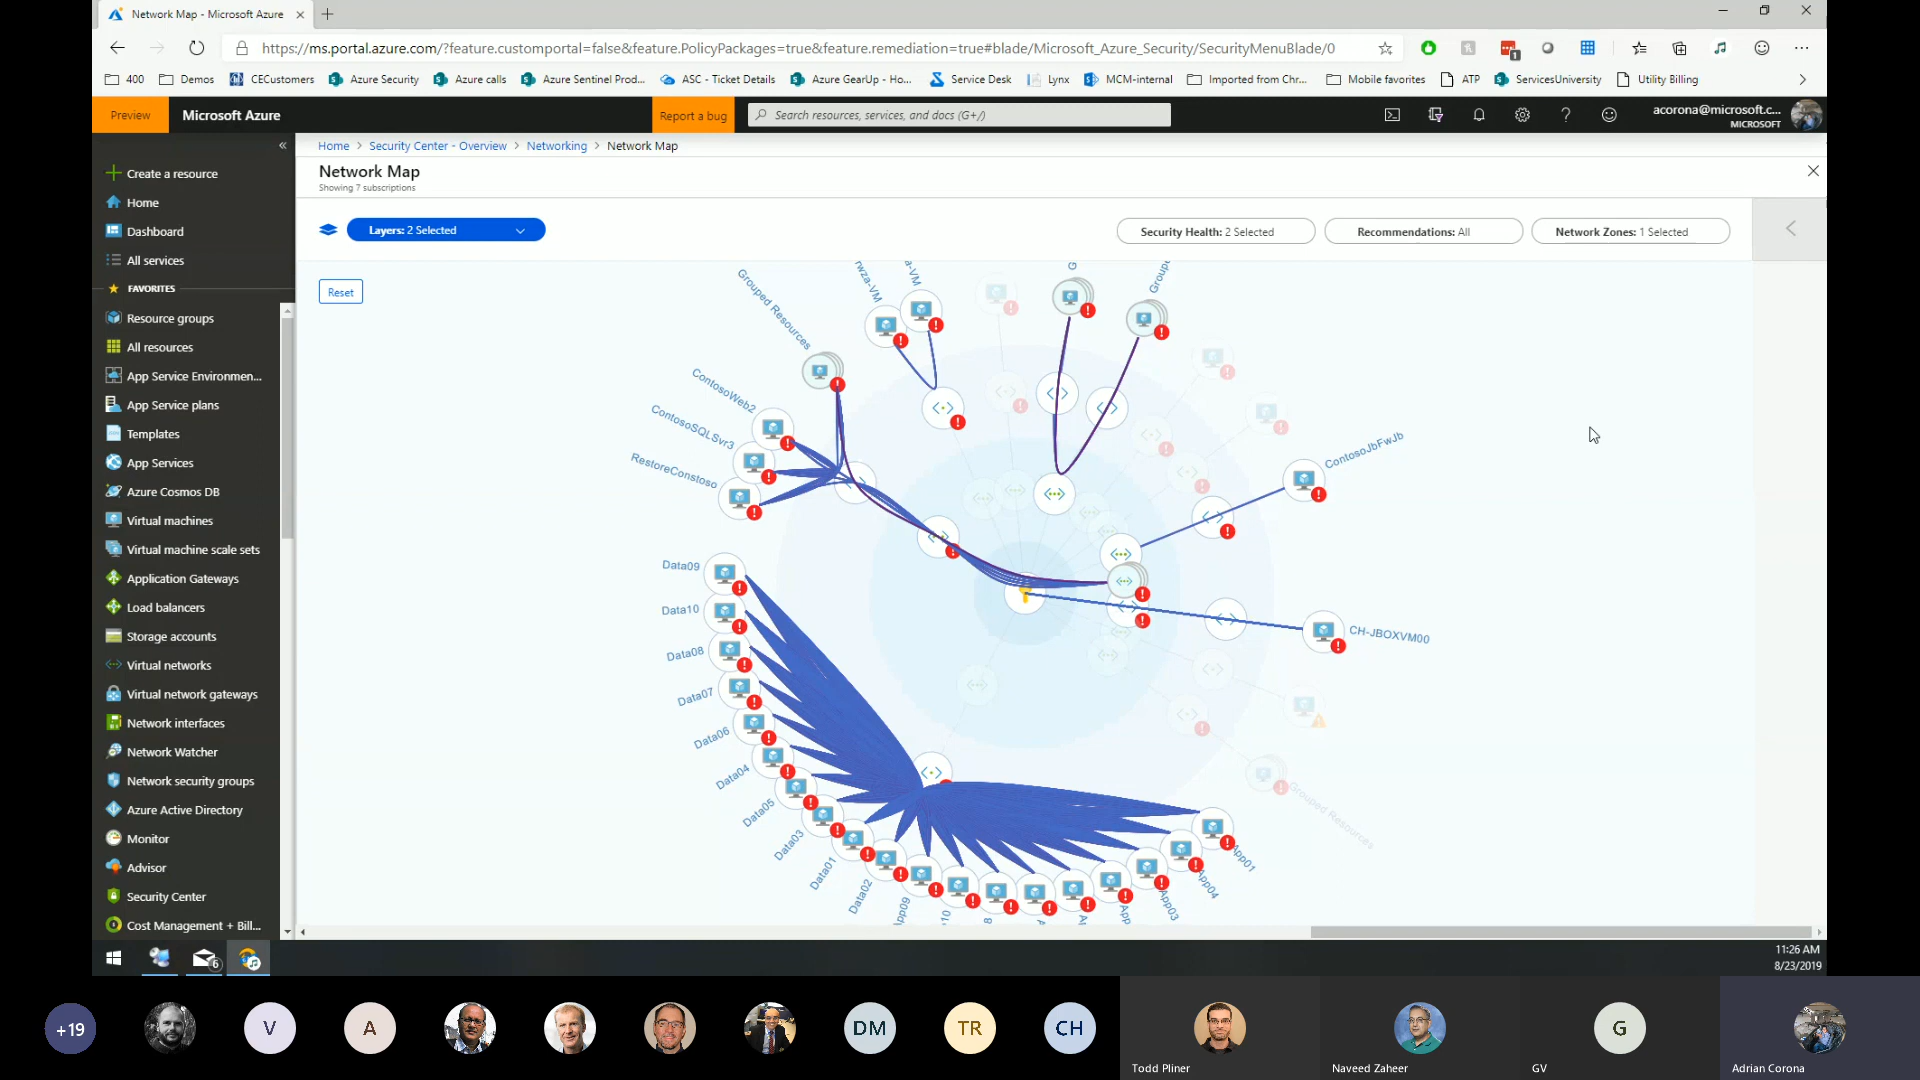 Network Map - Microsoft Azure
https://ms.portal.azure.com/?feature.customportal=false&feature.PolicyPackages=true&feature.remediation=true#blade/Microsoft_Azure_Security/SecurityMenuBlade/0
1
400 Demos CECustomers Azure Security Azure calls Azure Sentinel Prod... ASC - Ticket Details Azure GearUp - Ho... Service Desk Lynx MCM-internal Imported from Chr... Mobile favorites ATP ServicesUniversity Utility Billing
Preview Microsoft Azure Report a bug Search resources, services, and docs (G+/) acorona@microsoft.c...
MICROSOFT
Home > Security Center - Overview > Networking > Network Map
Network Map
Showing 7 subscriptions
Layers: 2 Selected
Security Health: 2 Selected Recommendations: All Network Zones: 1 Selected
Reset
Create a resource
Home
Dashboard
All services
FAVORITES
Resource groups
All resources
App Service Environmen...
App Service plans
Templates
App Services
Azure Cosmos DB
Virtual machines
Virtual machine scale sets
Application Gateways
Load balancers
Storage accounts
Virtual networks
Virtual network gateways
Network interfaces
Network Watcher
Network security groups
Azure Active Directory
Monitor
Advisor
Security Center
Cost Management + Bill...
Grouped Resources
ContosoWeb2
ContosoSQLSvr3
RestoreConstoso
ContosoJbFwJb
CH-JBOXVM00
Grouped Resources
Data09
Data10
Data08
Data07
Data06
Data04
Data05
Data03
Data01
Data02
App09
App03
App04
App01
11:26 AM
8/23/2019
6
+19
V
A
DM
TR
CH
G
Todd Pliner
Naveed Zaheer
GV
Adrian Corona